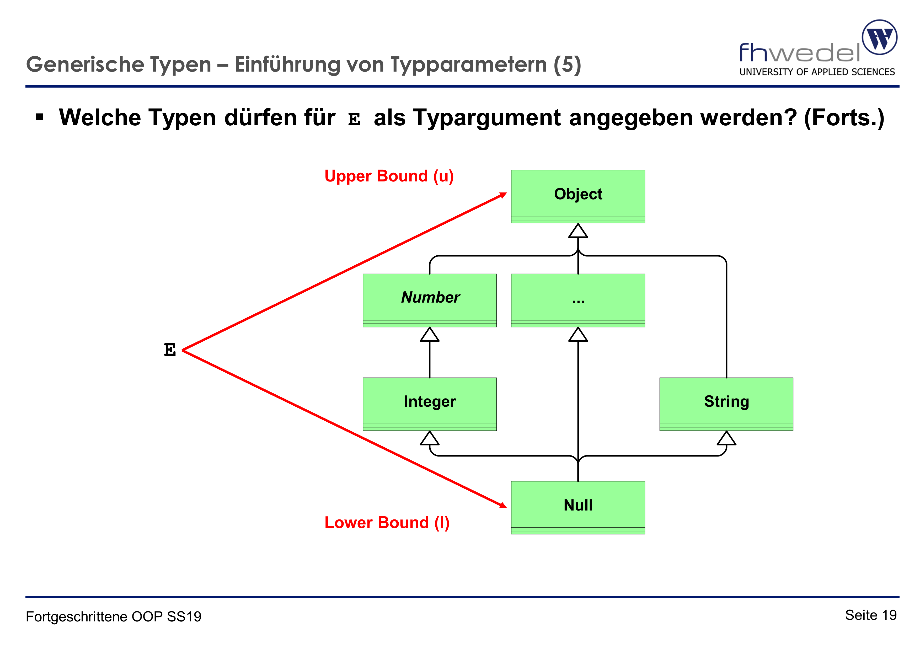 Generische Typen – Einführung von Typparametern (5)
fhwedel
W
UNIVERSITY OF APPLIED SCIENCES
▪ Welche Typen dürfen für E als Typargument angegeben werden? (Forts.)
Upper Bound (u)
Object
Number
...
E
Integer
String
Null
Lower Bound (l)
Fortgeschrittene OOP SS19
Seite 19